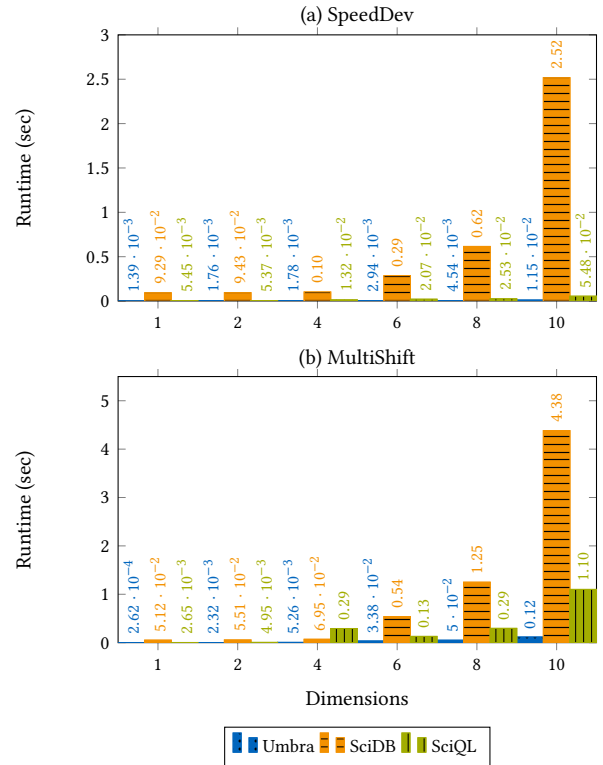 (a) SpeedDev
Runtime (sec)
3
2.5
2
1.5
1
0.5
0
1.39 · 10⁻³
9.29 · 10⁻²
5.45 · 10⁻³
1.76 · 10⁻³
9.43 · 10⁻²
5.37 · 10⁻³
1.78 · 10⁻³
0.10
1.32 · 10⁻²
2.94 · 10⁻³
0.29
2.07 · 10⁻²
4.54 · 10⁻³
0.62
2.53 · 10⁻²
1.15 · 10⁻²
2.52
5.48 · 10⁻²
1 2 4 6 8 10
(b) MultiShift
Runtime (sec)
5
4
3
2
1
0
2.62 · 10⁻⁴
5.12 · 10⁻²
2.65 · 10⁻³
2.32 · 10⁻³
5.51 · 10⁻²
4.95 · 10⁻³
5.26 · 10⁻³
6.95 · 10⁻²
0.29
3.38 · 10⁻²
0.54
0.13
5 · 10⁻²
1.25
0.29
0.12
4.38
1.10
1 2 4 6 8 10
Dimensions
Umbra SciDB SciQL